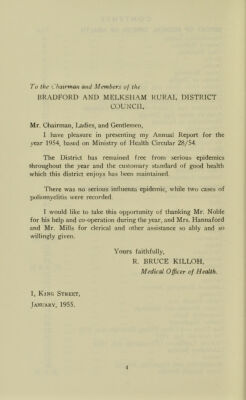 To the Chairman and Members of the
BRADFORD AND MELKSHAM RURAL DISTRICT
COUNCIL,
Mr. Chairman, Ladies, and Gentlemen,
I have pleasure in presenting my Annual Report for the
year 1954, based on Ministry of Health Circular 28/54.
The District has remained free from serious epidemics
throughout the year and the customary standard of good health
which this district enjoys has been maintained.
There was no serious influenza epidemic, while two cases of
poliomyelitis were recorded.
I would like to take this opportunity of thanking Mr. Noble
for his help and co-operation during the year, and Mrs. Hannaford
and Mr. Mills for clerical and other assistance so ably and so
willingly given.
Yours faithfully,
R. BRUCE KILLOH,
Medical Officer of Health.
1, King Street,
January, 1955.
4